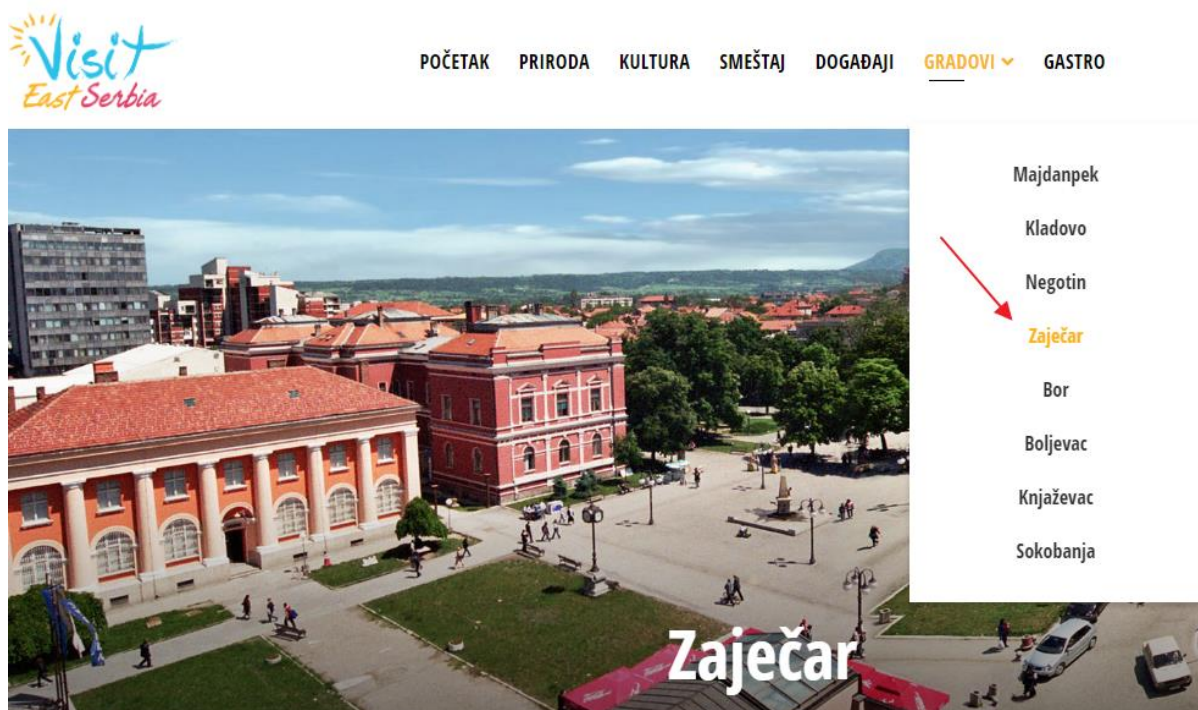 Visit
East Serbia
POČETAK PRIRODA KULTURA SMEŠTAJ DOGAĐAJI GRADOVI GASTRO
Majdanpek
Kladovo
Negotin
Zaječar
Bor
Boljevac
Knjaževac
Sokobanja
Zaječar